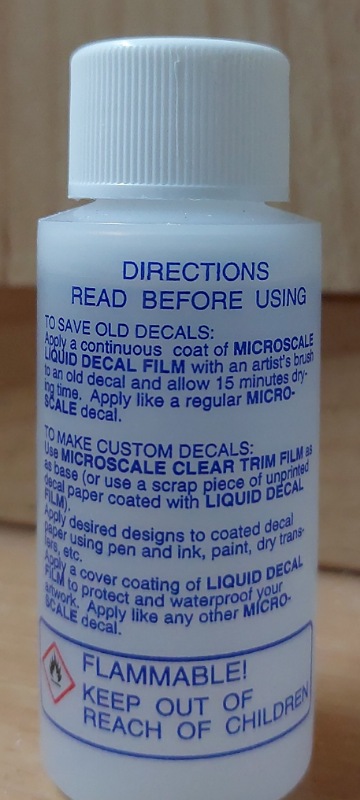 DIRECTIONS
READ BEFORE USING
TO SAVE OLD DECALS:
Apply a continuous coat of MICROSCALE
LIQUID DECAL FILM with an artist's brush
to an old decal and allow 15 minutes dry-
ing time. Apply like a regular MICRO-
SCALE decal.
TO MAKE CUSTOM DECALS:
Use MICROSCALE CLEAR TRIM FILM as
as base (or use a scrap piece of unprinted
decal paper coated with LIQUID DECAL
FILM).
Apply desired designs to coated decal
paper using pen and ink, paint, dry trans-
fers, etc.
Apply a cover coating of LIQUID DECAL
FILM to protect and waterproof your
artwork. Apply like any other MICRO-
SCALE decal.
FLAMMABLE!
KEEP OUT OF
REACH OF CHILDREN